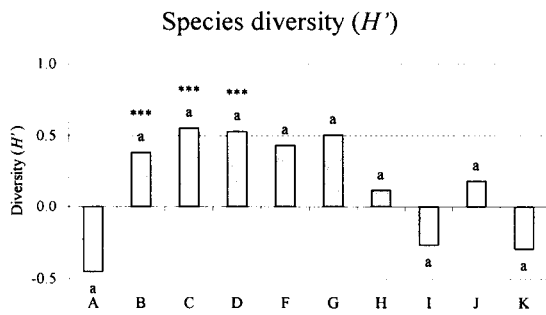 Species diversity (H')
Diversity (H')
1.0
0.5
0.0
-0.5
*** *** ***
a a a a a a a a a a
A B C D F G H I J K